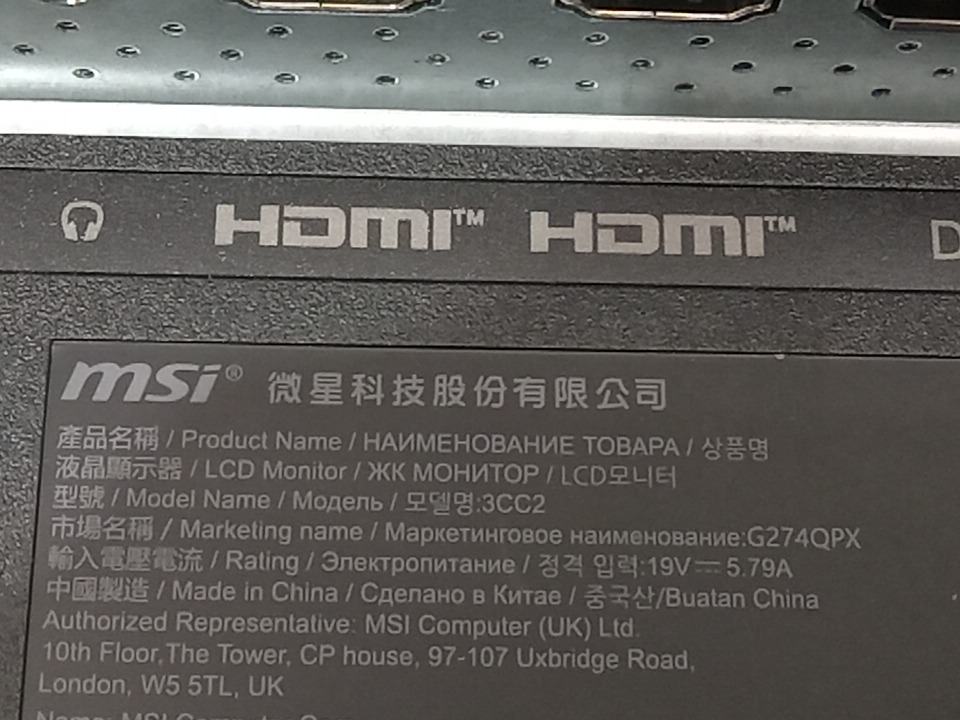 HDMI™ HDMI™ D
msi® 微星科技股份有限公司
產品名稱 / Product Name / НАИМЕНОВАНИЕ ТОВАРА / 상품명
液晶顯示器 / LCD Monitor / ЖК МОНИТОР / LCD모니터
型號 / Model Name / Модель / 모델명:3CC2
市場名稱 / Marketing name / Маркетинговое наименование:G274QPX
輸入電壓電流 / Rating / Электропитание / 정격 입력:19V⎓5.79A
中國製造 / Made in China / Сделано в Китае / 중국산/Buatan China
Authorized Representative: MSI Computer (UK) Ltd.
10th Floor,The Tower, CP house, 97-107 Uxbridge Road,
London, W5 5TL, UK